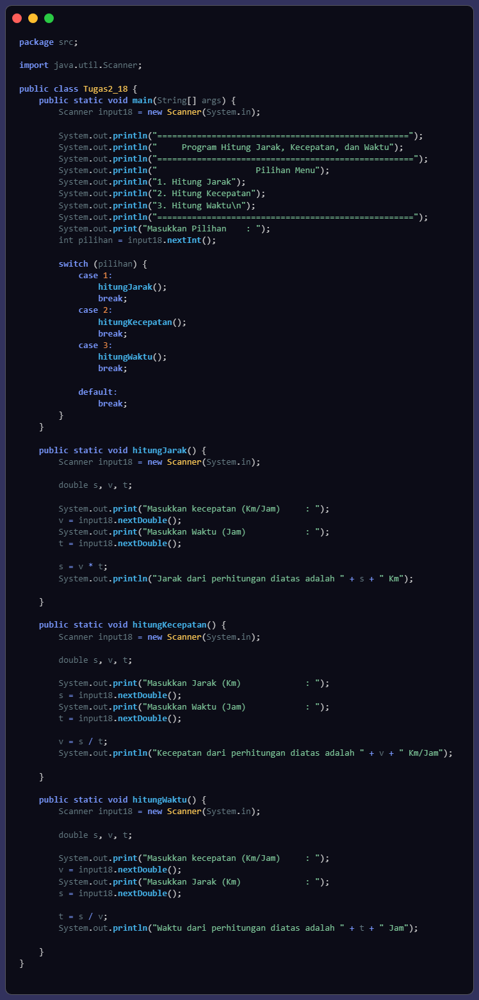 package src;

import java.util.Scanner;

public class Tugas2_18 {
    public static void main(String[] args) {
        Scanner input18 = new Scanner(System.in);

        System.out.println("===================================================");
        System.out.println("     Program Hitung Jarak, Kecepatan, dan Waktu");
        System.out.println("====================================================");
        System.out.println("                    Pilihan Menu");
        System.out.println("1. Hitung Jarak");
        System.out.println("2. Hitung Kecepatan");
        System.out.println("3. Hitung Waktu\n");
        System.out.println("====================================================");
        System.out.print("Masukkan Pilihan    : ");
        int pilihan = input18.nextInt();

        switch (pilihan) {
            case 1:
                hitungJarak();
                break;
            case 2:
                hitungKecepatan();
                break;
            case 3:
                hitungWaktu();
                break;

            default:
                break;
        }
    }

    public static void hitungJarak() {
        Scanner input18 = new Scanner(System.in);

        double s, v, t;

        System.out.print("Masukkan kecepatan (Km/Jam)     : ");
        v = input18.nextDouble();
        System.out.print("Masukkan Waktu (Jam)            : ");
        t = input18.nextDouble();

        s = v * t;
        System.out.println("Jarak dari perhitungan diatas adalah " + s + " Km");

    }

    public static void hitungKecepatan() {
        Scanner input18 = new Scanner(System.in);

        double s, v, t;

        System.out.print("Masukkan Jarak (Km)             : ");
        s = input18.nextDouble();
        System.out.print("Masukkan Waktu (Jam)            : ");
        t = input18.nextDouble();

        v = s / t;
        System.out.println("Kecepatan dari perhitungan diatas adalah " + v + " Km/Jam");

    }

    public static void hitungWaktu() {
        Scanner input18 = new Scanner(System.in);

        double s, v, t;

        System.out.print("Masukkan kecepatan (Km/Jam)     : ");
        v = input18.nextDouble();
        System.out.print("Masukkan Jarak (Km)             : ");
        s = input18.nextDouble();

        t = s / v;
        System.out.println("Waktu dari perhitungan diatas adalah " + t + " Jam");

    }
}